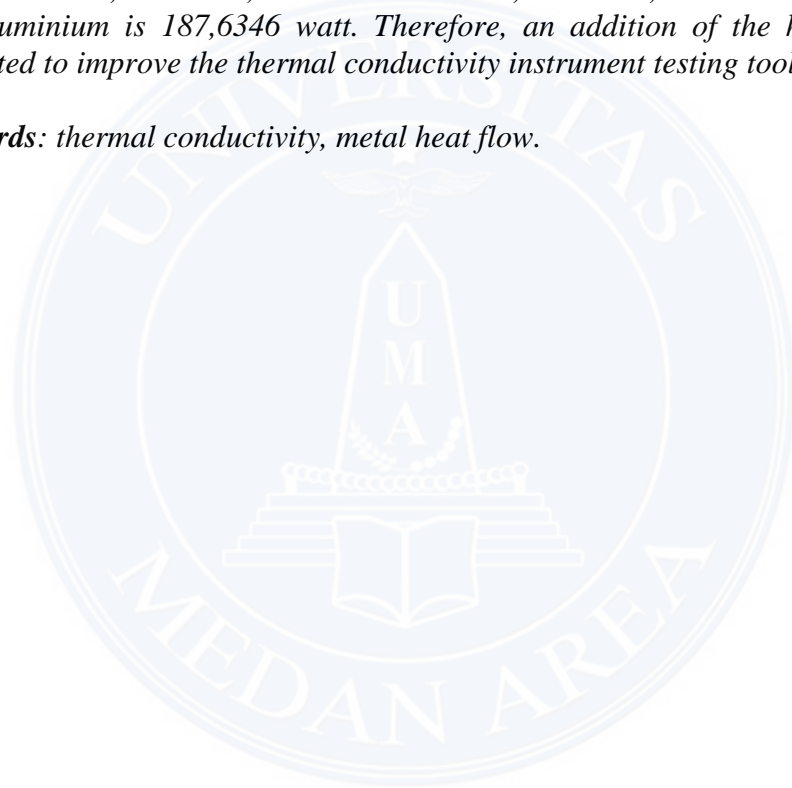 uminium is 187,6346 watt. Therefore, an addition of the h
ted to improve the thermal conductivity instrument testing tool
rds: thermal conductivity, metal heat flow.
UNIVERSITAS
U
M
A
MEDAN AREA